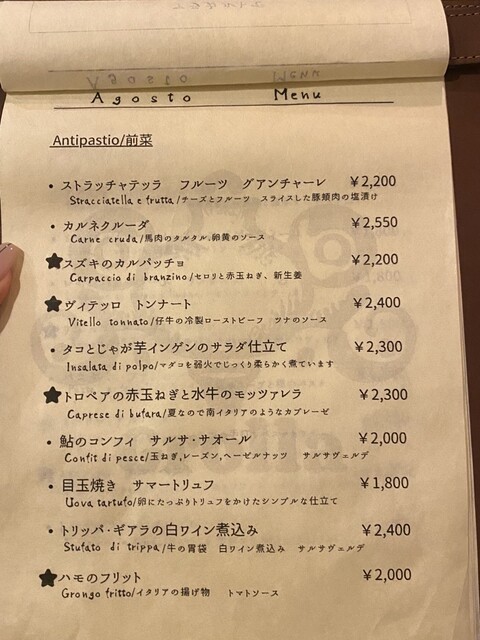 Agosto Menu
Antipastio/前菜
• ストラッチャテッラ フルーツ グアンチャーレ ￥2,200
Stracciatella e frutta/チーズとフルーツ スライスした豚頬肉の塩漬け
• カルネクルーダ ￥2,550
Carne cruda/馬肉のタルタル 卵黄のソース
★スズキのカルパッチョ ￥2,200
Carpaccio di branzino/セロリと赤玉ねぎ、新生姜
★ヴィテッロ トンナート ￥2,400
Vitello tonnato/仔牛の冷製ローストビーフ ツナのソース
• タコとじゃが芋インゲンのサラダ仕立て ￥2,300
Insalata di polpo/マダコを弱火でじっくり柔らかく煮ています
★トロペアの赤玉ねぎと水牛のモッツァレラ ￥2,300
Caprese di bufara/夏なので南イタリアのようなカプレーゼ
• 鮎のコンフィ サルサ・サオール ￥2,000
Confit di pesce/玉ねぎ,レーズン,ヘーゼルナッツ サルサヴェルデ
• 目玉焼き サマートリュフ ￥1,800
Uova tartufo/卵にたっぷりトリュフをかけたシンプルな仕立て
• トリッパ・ギアラの白ワイン煮込み ￥2,400
Stufato di trippa/牛の胃袋 白ワイン煮込み サルサヴェルデ
★ハモのフリット ￥2,000
Grongo fritto/イタリアの揚げ物 トマトソース